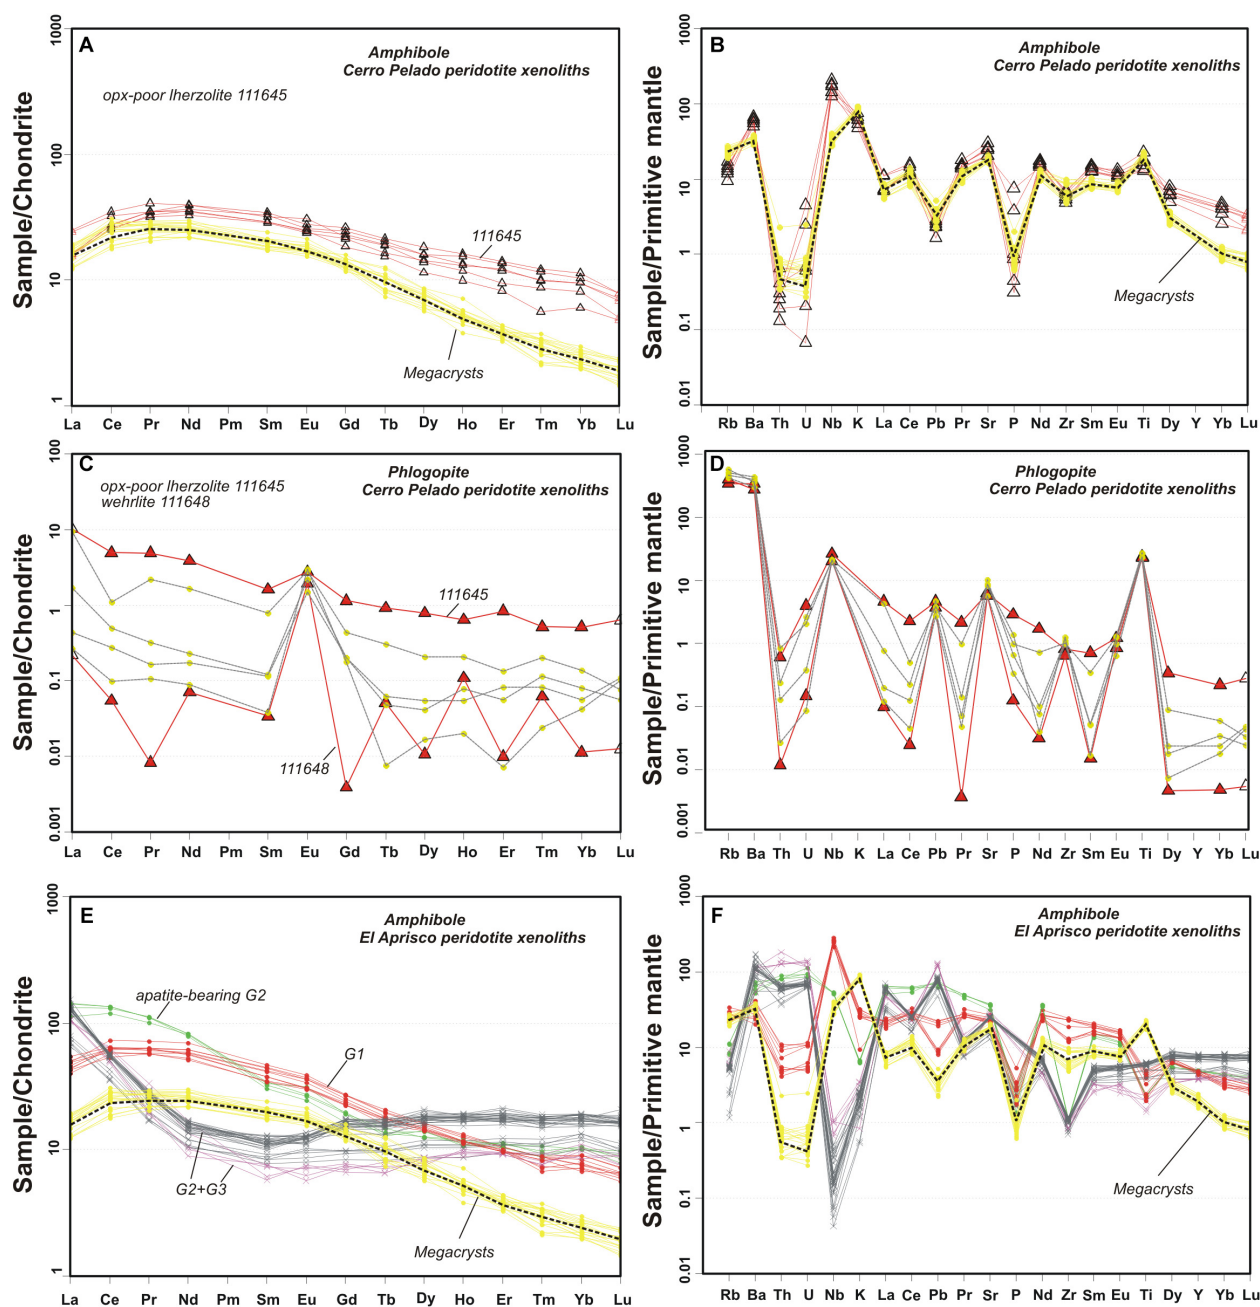 A
Amphibole
Cerro Pelado peridotite xenoliths
opx-poor lherzolite 111645
111645
Megacrysts
Sample/Chondrite
1000
100
10
1
La Ce Pr Nd Pm Sm Eu Gd Tb Dy Ho Er Tm Yb Lu
B
Amphibole
Cerro Pelado peridotite xenoliths
Megacrysts
Sample/Primitive mantle
1000
100
10
1
0.1
0.01
Rb Ba Th U Nb K La Ce Pb Pr Sr P Nd Zr Sm Eu Ti Dy Y Yb Lu
C
Phlogopite
Cerro Pelado peridotite xenoliths
opx-poor lherzolite 111645
wehrlite 111648
111645
111648
Sample/Chondrite
100
10
1
0.1
0.01
0.001
La Ce Pr Nd Pm Sm Eu Gd Tb Dy Ho Er Tm Yb Lu
D
Phlogopite
Cerro Pelado peridotite xenoliths
Sample/Primitive mantle
1000
100
10
1
0.1
0.01
0.001
Rb Ba Th U Nb K La Ce Pb Pr Sr P Nd Zr Sm Eu Ti Dy Y Yb Lu
E
Amphibole
El Aprisco peridotite xenoliths
apatite-bearing G2
G1
G2+G3
Megacrysts
Sample/Chondrite
1000
100
10
1
La Ce Pr Nd Pm Sm Eu Gd Tb Dy Ho Er Tm Yb Lu
F
Amphibole
El Aprisco peridotite xenoliths
Megacrysts
Sample/Primitive mantle
1000
100
10
1
0.1
0.01
Rb Ba Th U Nb K La Ce Pb Pr Sr P Nd Zr Sm Eu Ti Dy Y Yb Lu